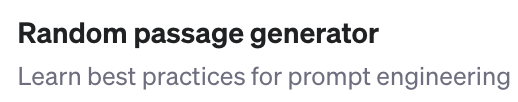 Random passage generator
Learn best practices for prompt engineering